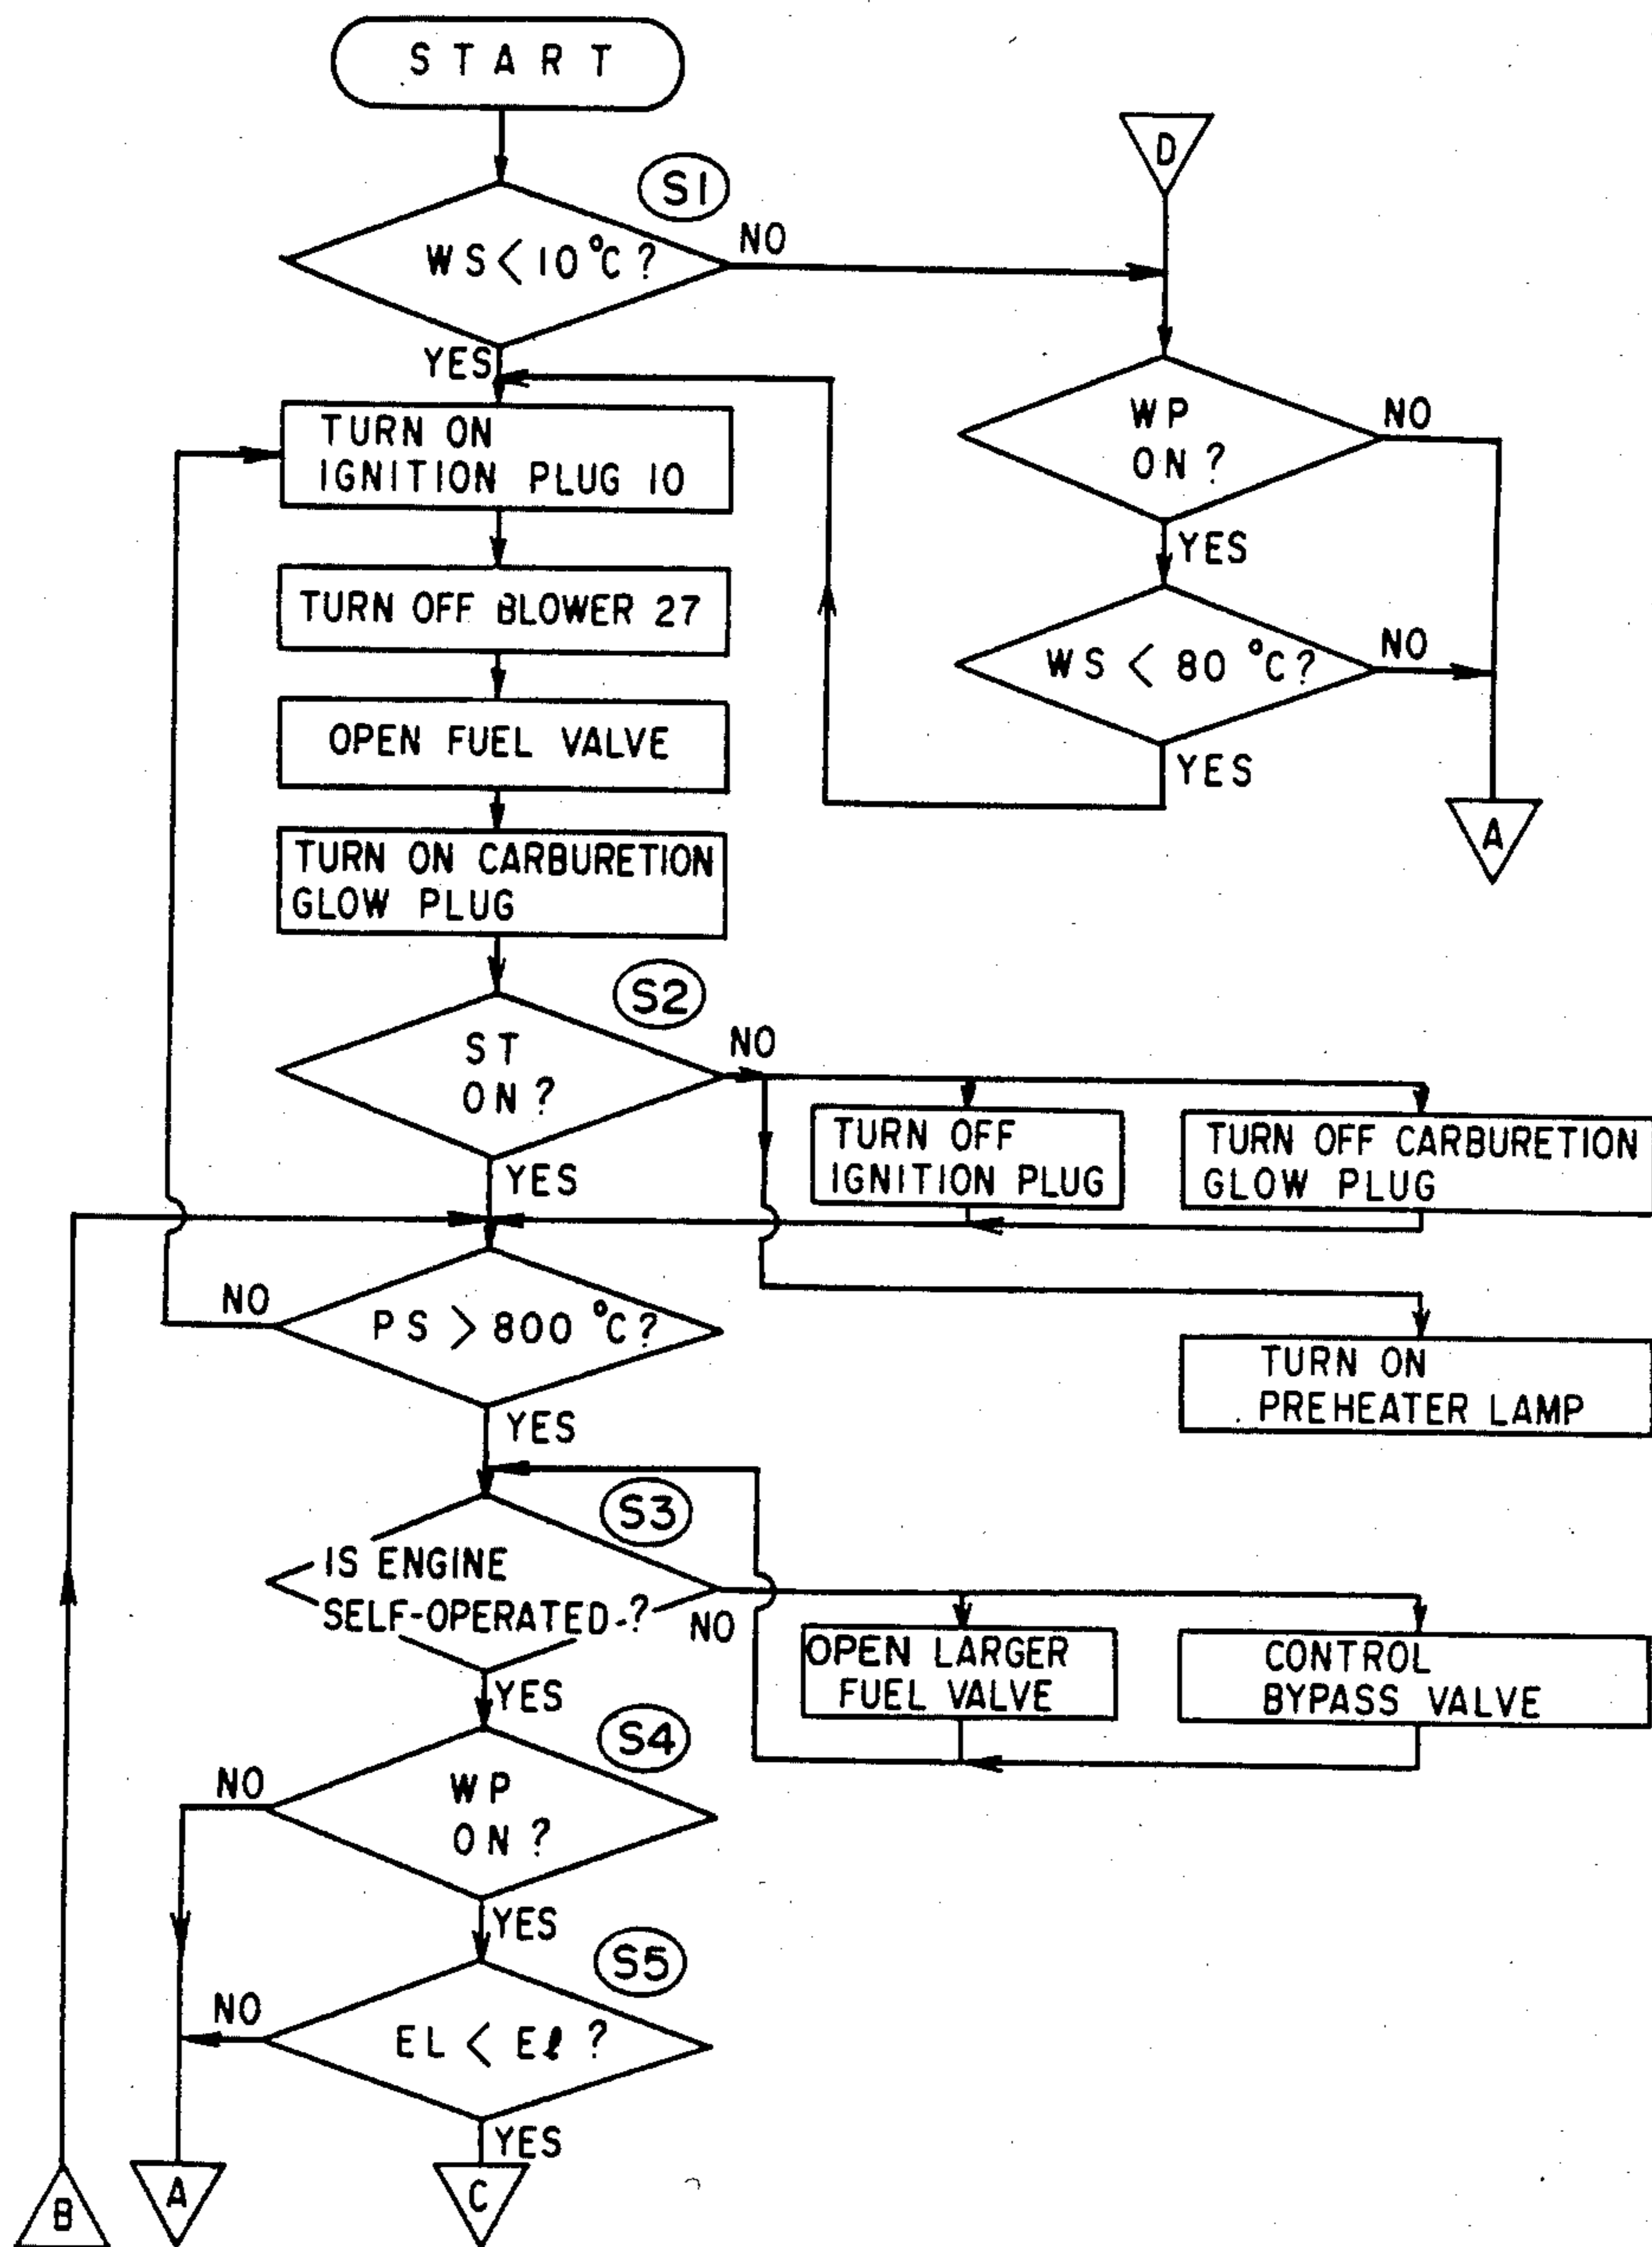 START
S1
D
WS < 10 °C ?
NO
YES
WP
ON ?
NO
TURN ON
IGNITION PLUG 10
YES
TURN OFF BLOWER 27
WS < 80 °C ?
NO
OPEN FUEL VALVE
YES
A
TURN ON CARBURETION
GLOW PLUG
S2
ST
ON ?
NO
YES
TURN OFF
IGNITION PLUG
TURN OFF CARBURETION
GLOW PLUG
NO
PS > 800 °C ?
YES
TURN ON
PREHEATER LAMP
S3
IS ENGINE
SELF-OPERATED ?
NO
YES
OPEN LARGER
FUEL VALVE
CONTROL
BYPASS VALVE
S4
NO
WP
ON ?
YES
S5
NO
EL < Eℓ ?
YES
B
A
C